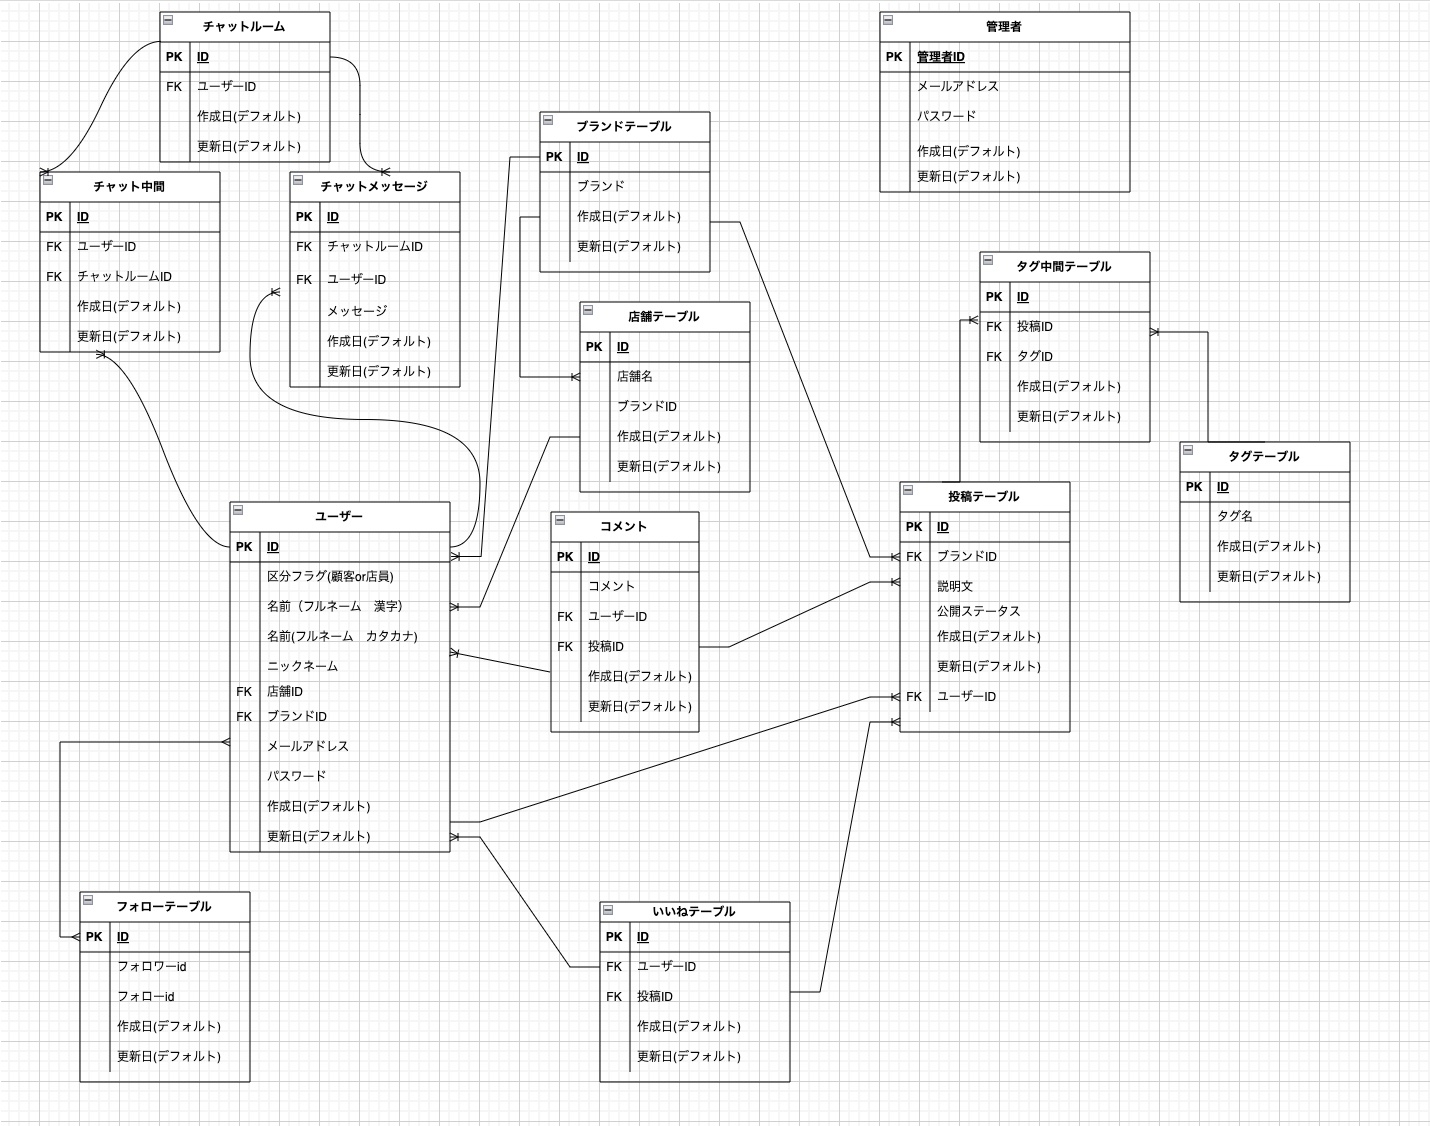 チャットルーム
PK ID
FK ユーザーID
作成日(デフォルト)
更新日(デフォルト)
管理者
PK 管理者ID
メールアドレス
パスワード
作成日(デフォルト)
更新日(デフォルト)
ブランドテーブル
PK ID
ブランド
作成日(デフォルト)
更新日(デフォルト)
チャット中間
PK ID
FK ユーザーID
FK チャットルームID
作成日(デフォルト)
更新日(デフォルト)
チャットメッセージ
PK ID
FK チャットルームID
FK ユーザーID
メッセージ
作成日(デフォルト)
更新日(デフォルト)
タグ中間テーブル
PK ID
FK 投稿ID
FK タグID
作成日(デフォルト)
更新日(デフォルト)
店舗テーブル
PK ID
店舗名
ブランドID
作成日(デフォルト)
更新日(デフォルト)
タグテーブル
PK ID
タグ名
作成日(デフォルト)
更新日(デフォルト)
投稿テーブル
PK ID
FK ブランドID
説明文
公開ステータス
作成日(デフォルト)
更新日(デフォルト)
FK ユーザーID
ユーザー
PK ID
区分フラグ(顧客or店員)
名前（フルネーム　漢字）
名前(フルネーム　カタカナ)
ニックネーム
FK 店舗ID
FK ブランドID
メールアドレス
パスワード
作成日(デフォルト)
更新日(デフォルト)
コメント
PK ID
コメント
FK ユーザーID
FK 投稿ID
作成日(デフォルト)
更新日(デフォルト)
フォローテーブル
PK ID
フォロワーid
フォローid
作成日(デフォルト)
更新日(デフォルト)
いいねテーブル
PK ID
FK ユーザーID
FK 投稿ID
作成日(デフォルト)
更新日(デフォルト)